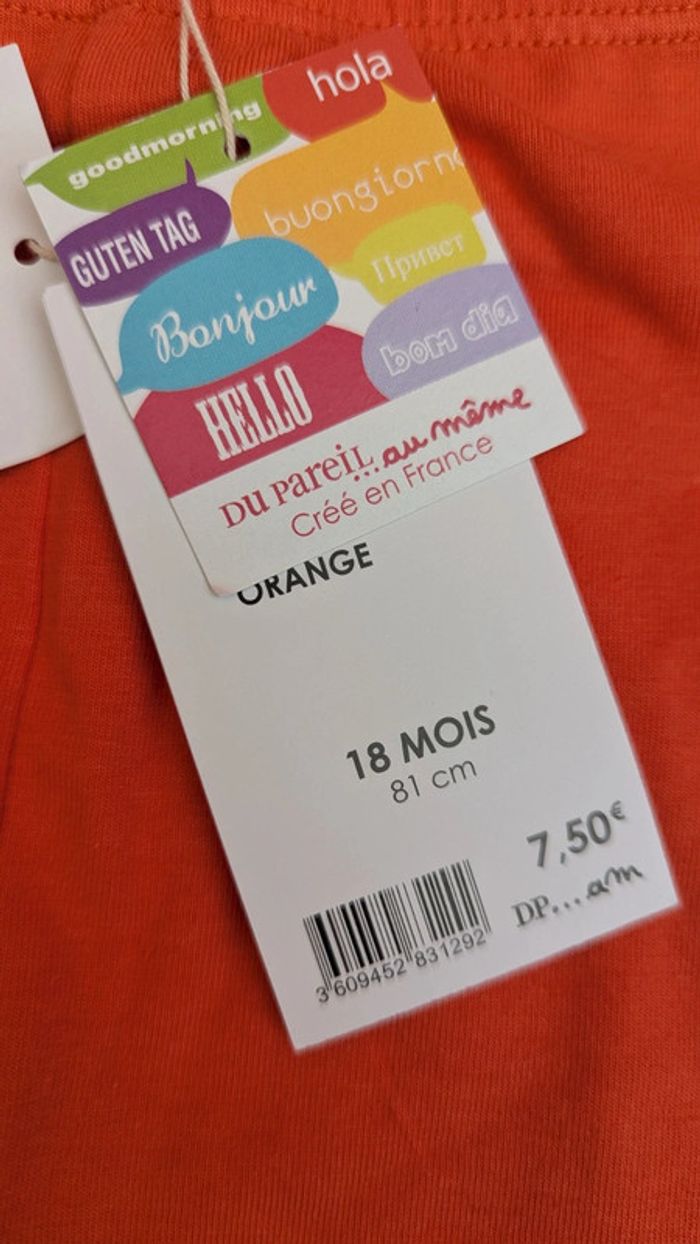 hola
goodmorning
buongiorno
GUTEN TAG
Привет
Bonjour
bom dia
HELLO
DU PAREIL ...au même
Créé en France
ORANGE
18 MOIS
81 cm
7,50€
DP...am
3 609452 831292